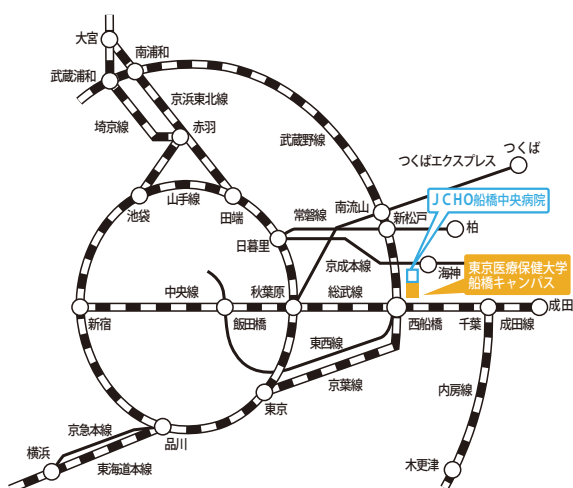 大宮
南浦和
武蔵浦和
京浜東北線
埼京線
赤羽
武蔵野線
つくば
つくばエクスプレス
池袋
山手線
田端
南流山
JCHO船橋中央病院
常磐線
新松戸
柏
日暮里
京成本線
海神
東京医療保健大学
船橋キャンパス
中央線
秋葉原
総武線
成田
新宿
飯田橋
西船橋
千葉
成田線
東西線
京葉線
東京
内房線
京急本線
品川
横浜
東海道本線
木更津